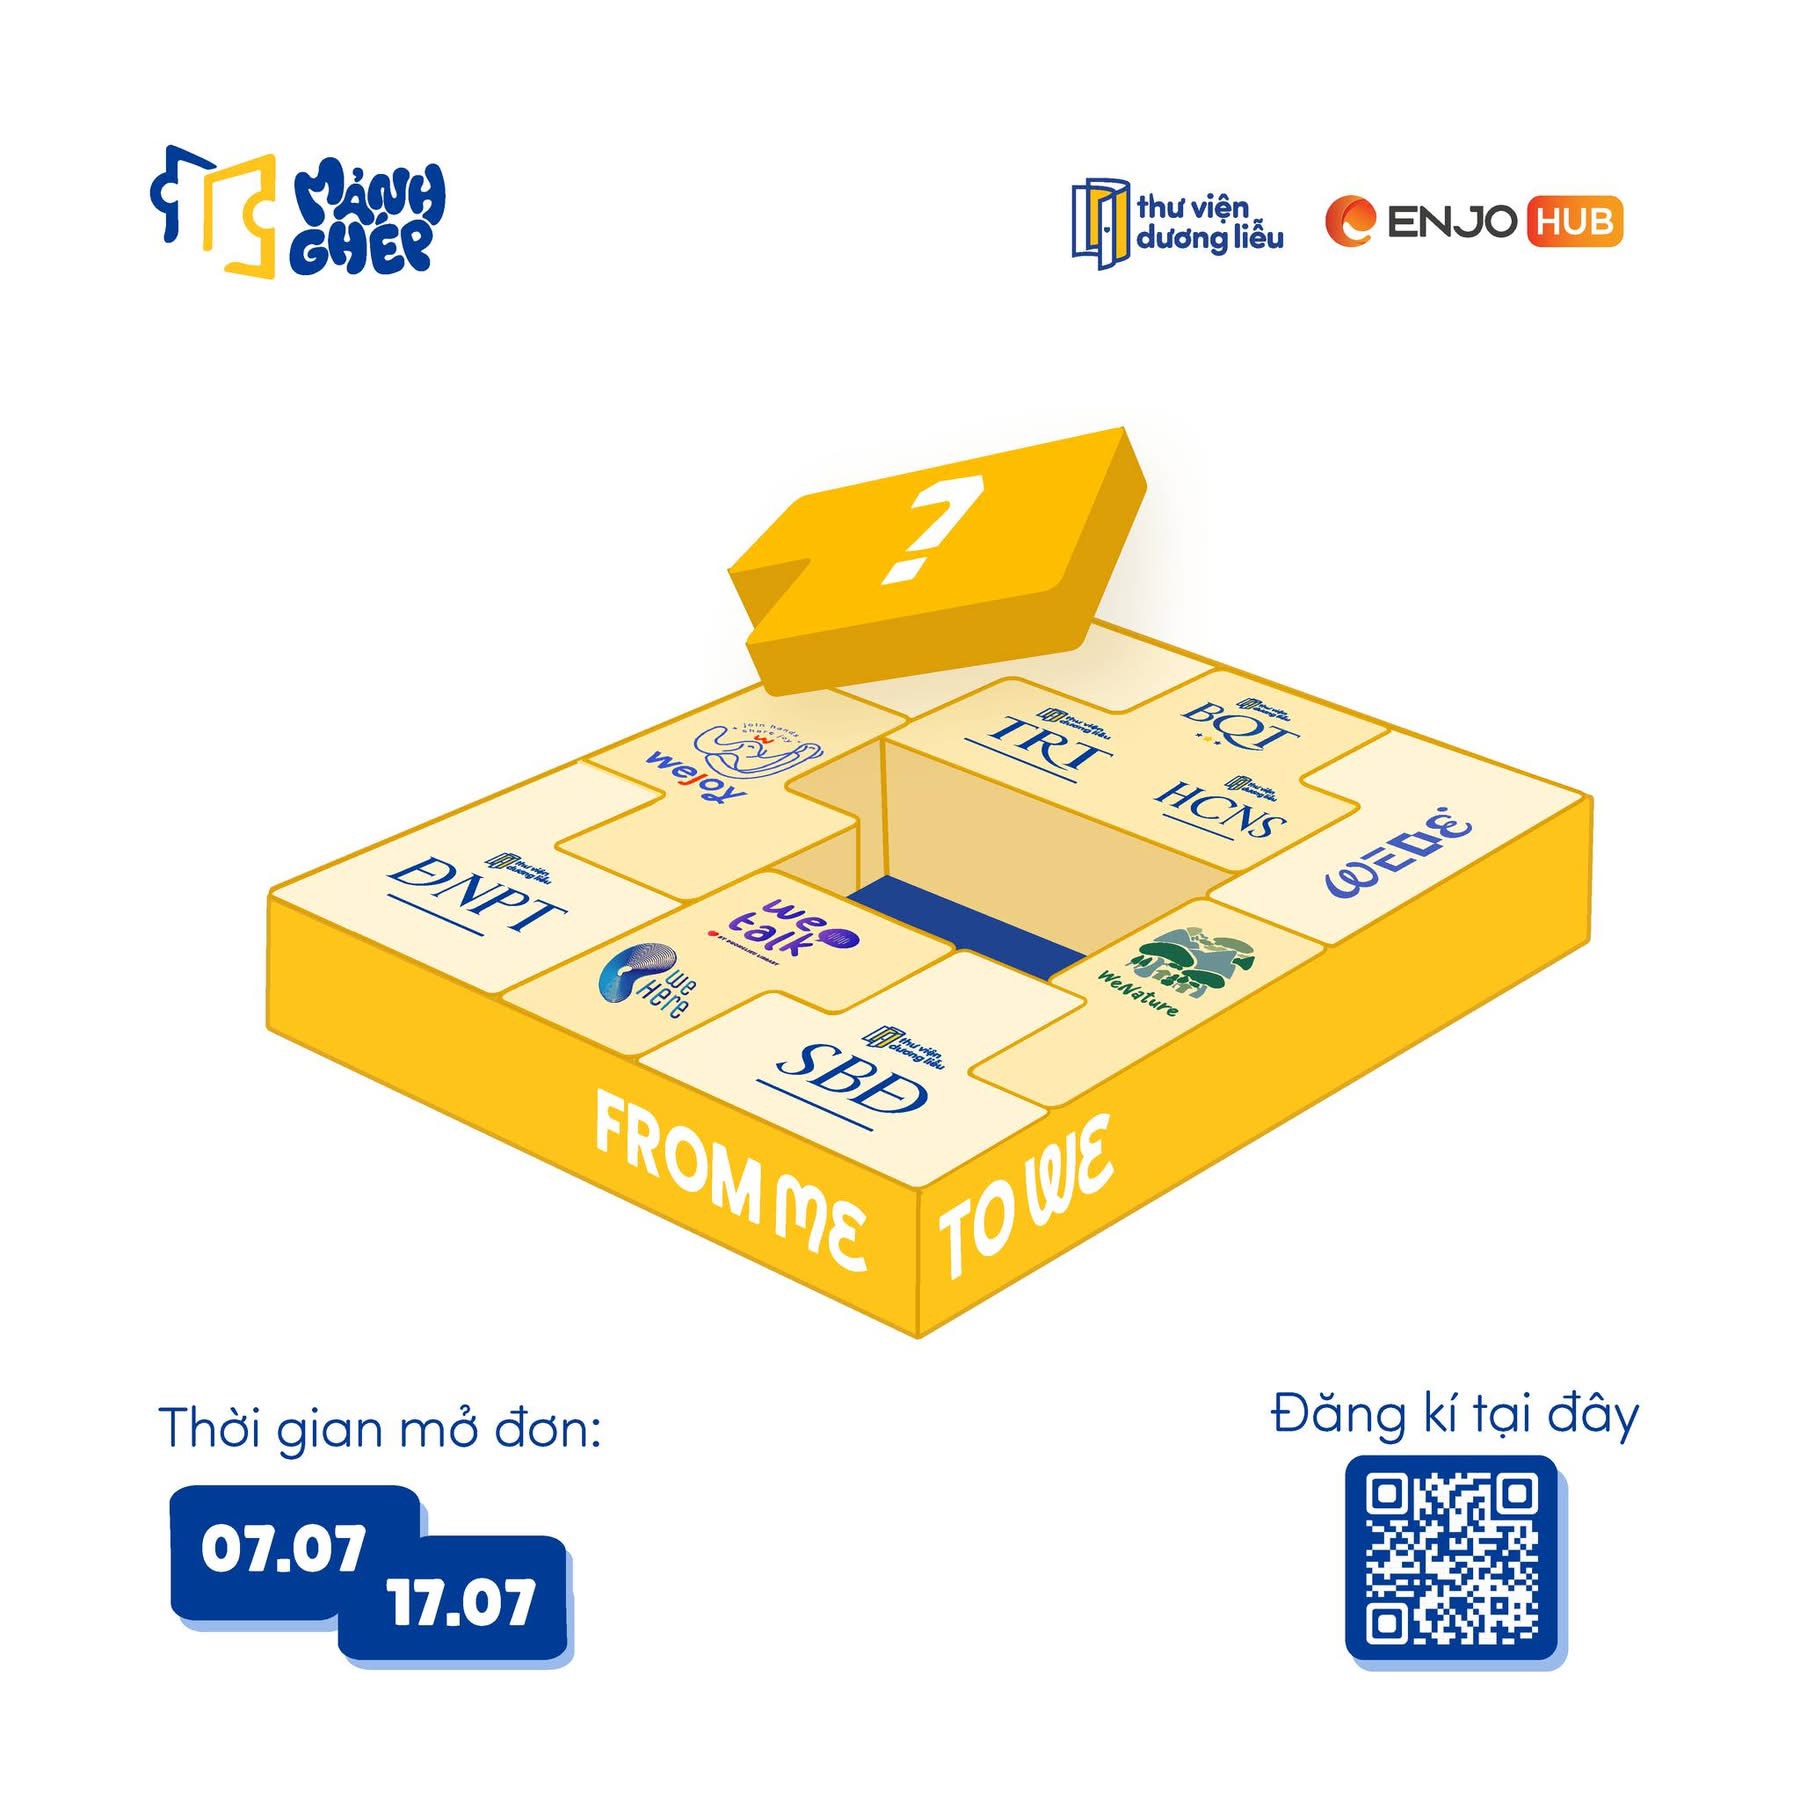 MẢNH
GHÉP
thư viện
dương liễu
ENJO HUB
?
join hands
share joy
wejoy
thư viện
dương liễu
TRT
thư viện
dương liễu
BQT
thư viện
dương liễu
HCNS
WEDE
thư viện
dương liễu
ĐNPT
we
talk
BY DUONGLIEU LIBRARY
we
HERE
WeNature
thư viện
dương liễu
SBĐ
FROM ME
TO WE
Thời gian mở đơn:
07.07
17.07
Đăng kí tại đây